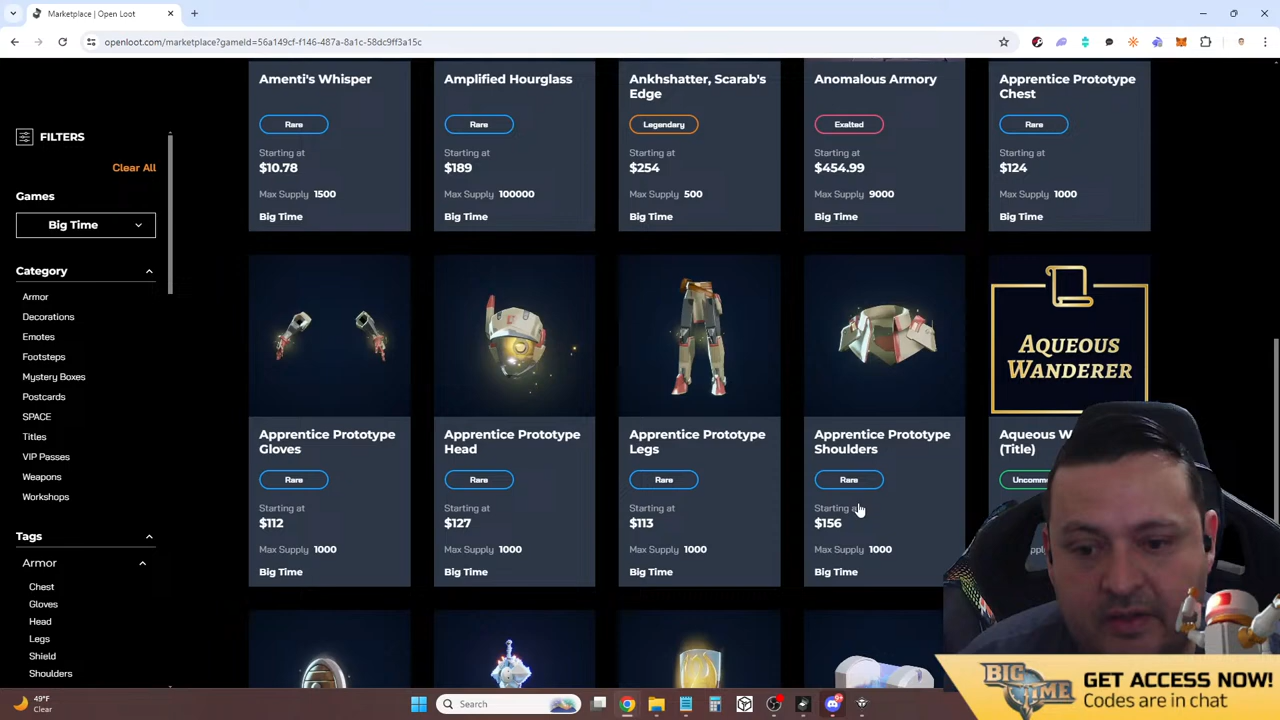 Marketplace | Open Loot
openloot.com/marketplace?gameId=56a149cf-f146-487a-8a1c-58dc9ff3a15c
FILTERS
Clear All
Games
Big Time
Category
Armor
Decorations
Emotes
Footsteps
Mystery Boxes
Postcards
SPACE
Titles
VIP Passes
Weapons
Workshops
Tags
Armor
Chest
Gloves
Head
Legs
Shield
Shoulders
Amenti's Whisper
Rare
Starting at
$10.78
Max Supply 1500
Big Time
Amplified Hourglass
Rare
Starting at
$189
Max Supply 100000
Big Time
Ankhshatter, Scarab's
Edge
Legendary
Starting at
$254
Max Supply 500
Big Time
Anomalous Armory
Exalted
Starting at
$454.99
Max Supply 9000
Big Time
Apprentice Prototype
Chest
Rare
Starting at
$124
Max Supply 1000
Big Time
Apprentice Prototype
Gloves
Rare
Starting at
$112
Max Supply 1000
Big Time
Apprentice Prototype
Head
Rare
Starting at
$127
Max Supply 1000
Big Time
Apprentice Prototype
Legs
Rare
Starting at
$113
Max Supply 1000
Big Time
Apprentice Prototype
Shoulders
Rare
Starting
$156
Max Supply 1000
Big Time
AQUEOUS
WANDERER
Aqueous
(Title)
BIG
TIME
GET ACCESS NOW!
Codes are in chat
49°F
Clear
Search